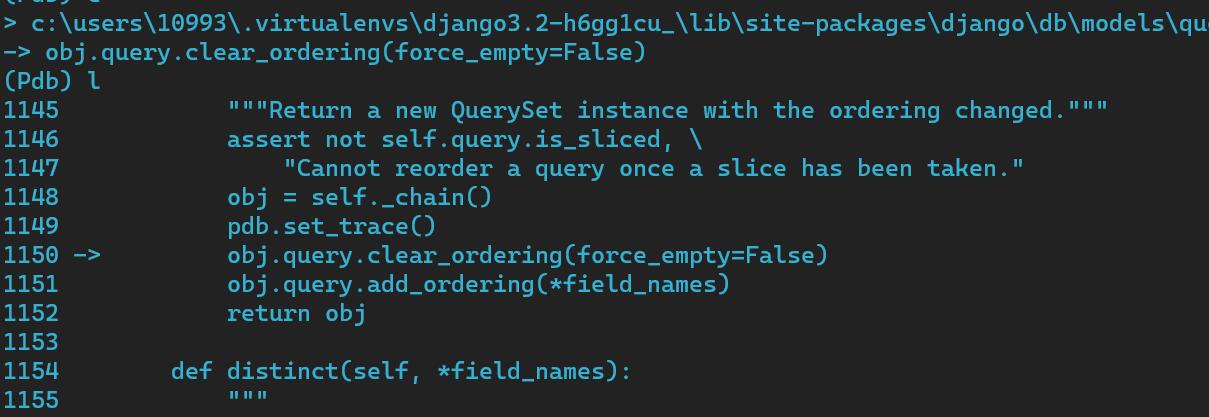 > c:\users\10993\.virtualenvs\django3.2-h6gg1cu_\lib\site-packages\django\db\models\qu
-> obj.query.clear_ordering(force_empty=False)
(Pdb) l
1145            """Return a new QuerySet instance with the ordering changed."""
1146            assert not self.query.is_sliced, \
1147                "Cannot reorder a query once a slice has been taken."
1148            obj = self._chain()
1149            pdb.set_trace()
1150 ->         obj.query.clear_ordering(force_empty=False)
1151            obj.query.add_ordering(*field_names)
1152            return obj
1153
1154        def distinct(self, *field_names):
1155            """